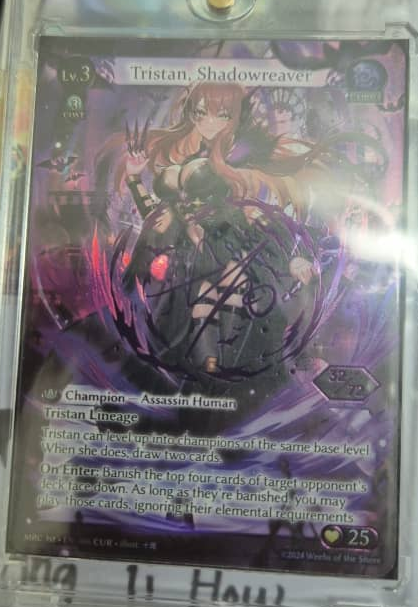 Lv.3
Tristan, Shadowreaver
3
COST
32
72
Champion — Assassin Human
Tristan Lineage
Tristan can level up into champions of the same base level.
When she does, draw two cards.
On Enter: Banish the top four cards of target opponent's
deck face down. As long as they're banished, you may
play those cards, ignoring their elemental requirements.
25
CUR • illust.
©2024 Weebs of the Shore